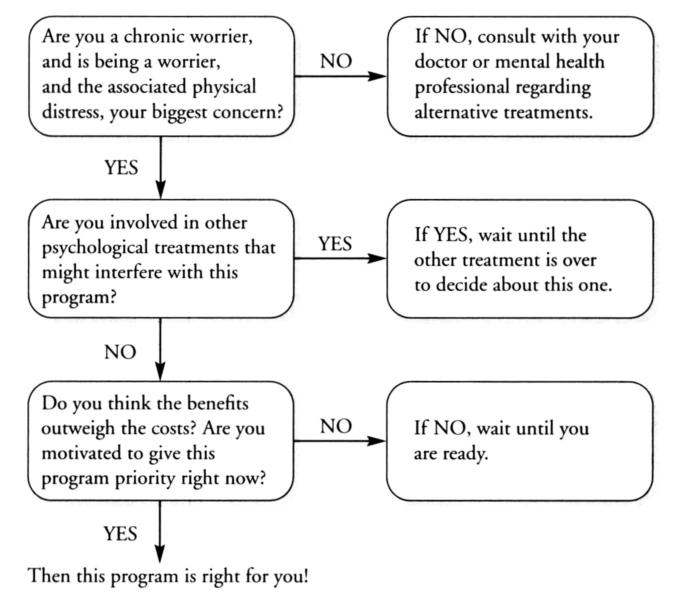 Are you a chronic worrier,
and is being a worrier,
and the associated physical
distress, your biggest concern?
NO
If NO, consult with your
doctor or mental health
professional regarding
alternative treatments.
YES
Are you involved in other
psychological treatments that
might interfere with this
program?
YES
If YES, wait until the
other treatment is over
to decide about this one.
NO
Do you think the benefits
outweigh the costs? Are you
motivated to give this
program priority right now?
NO
If NO, wait until you
are ready.
YES
Then this program is right for you!